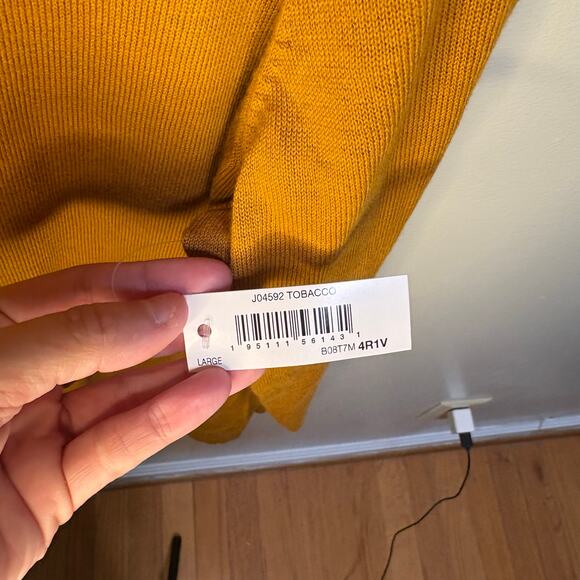 J04592 TOBACCO
1 95111 56143 1
LARGE
B08T7M 4R1V